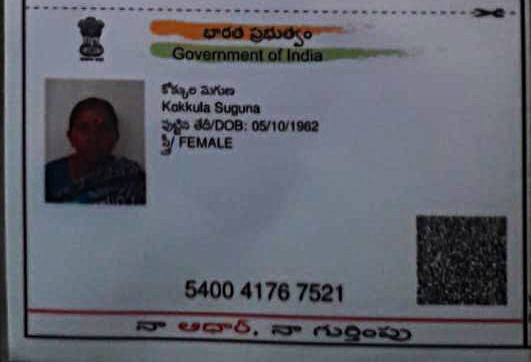 భారత ప్రభుత్వం
Government of India
కొక్కుల సుగుణ
Kokkula Suguna
పుట్టిన తేదీ/DOB: 05/10/1962
స్త్రీ/ FEMALE
5400 4176 7521
నా ఆధార్, నా గుర్తింపు